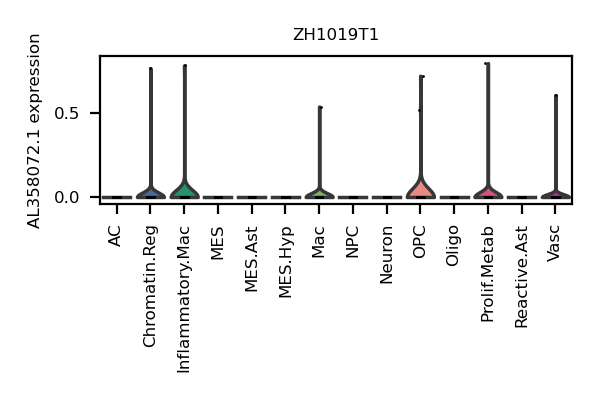 ZH1019T1
AL358072.1 expression
0.5
0.0
AC
Chromatin.Reg
Inflammatory.Mac
MES
MES.Ast
MES.Hyp
Mac
NPC
Neuron
OPC
Oligo
Prolif.Metab
Reactive.Ast
Vasc